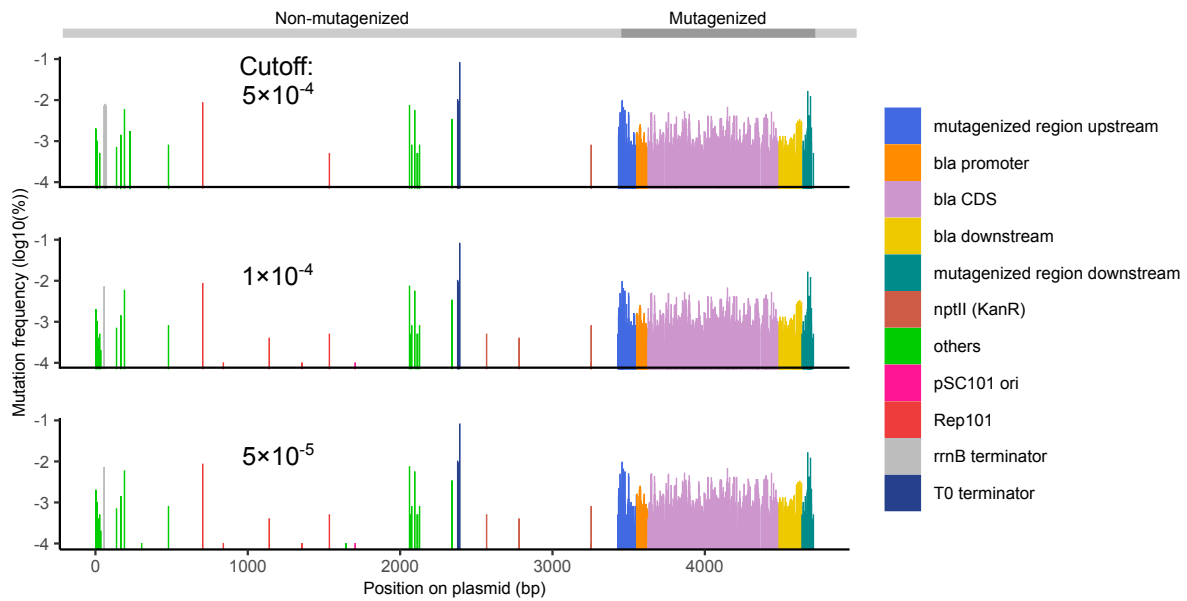 Non-mutagenized
Mutagenized
Mutation frequency (log10(%))
-1
-2
-3
-4
Cutoff:
5×10⁻⁴
-1
-2
-3
-4
1×10⁻⁴
-1
-2
-3
-4
5×10⁻⁵
0
1000
2000
3000
4000
Position on plasmid (bp)
mutagenized region upstream
bla promoter
bla CDS
bla downstream
mutagenized region downstream
nptII (KanR)
others
pSC101 ori
Rep101
rrnB terminator
T0 terminator